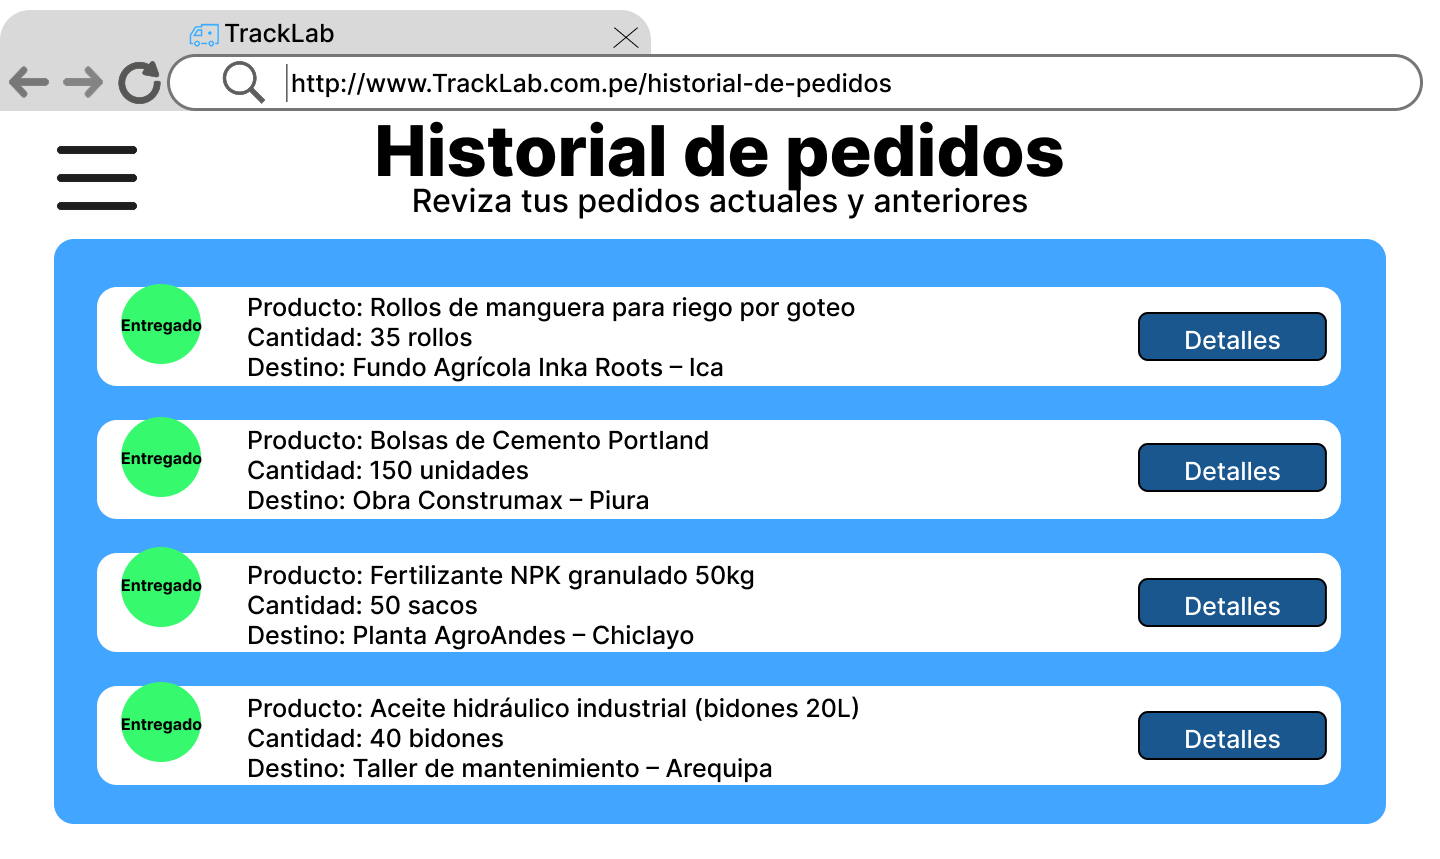 TrackLab
http://www.TrackLab.com.pe/historial-de-pedidos
Historial de pedidos
Reviza tus pedidos actuales y anteriores
Entregado
Producto: Rollos de manguera para riego por goteo
Cantidad: 35 rollos
Destino: Fundo Agrícola Inka Roots – Ica
Detalles
Entregado
Producto: Bolsas de Cemento Portland
Cantidad: 150 unidades
Destino: Obra Construmax – Piura
Detalles
Entregado
Producto: Fertilizante NPK granulado 50kg
Cantidad: 50 sacos
Destino: Planta AgroAndes – Chiclayo
Detalles
Entregado
Producto: Aceite hidráulico industrial (bidones 20L)
Cantidad: 40 bidones
Destino: Taller de mantenimiento – Arequipa
Detalles